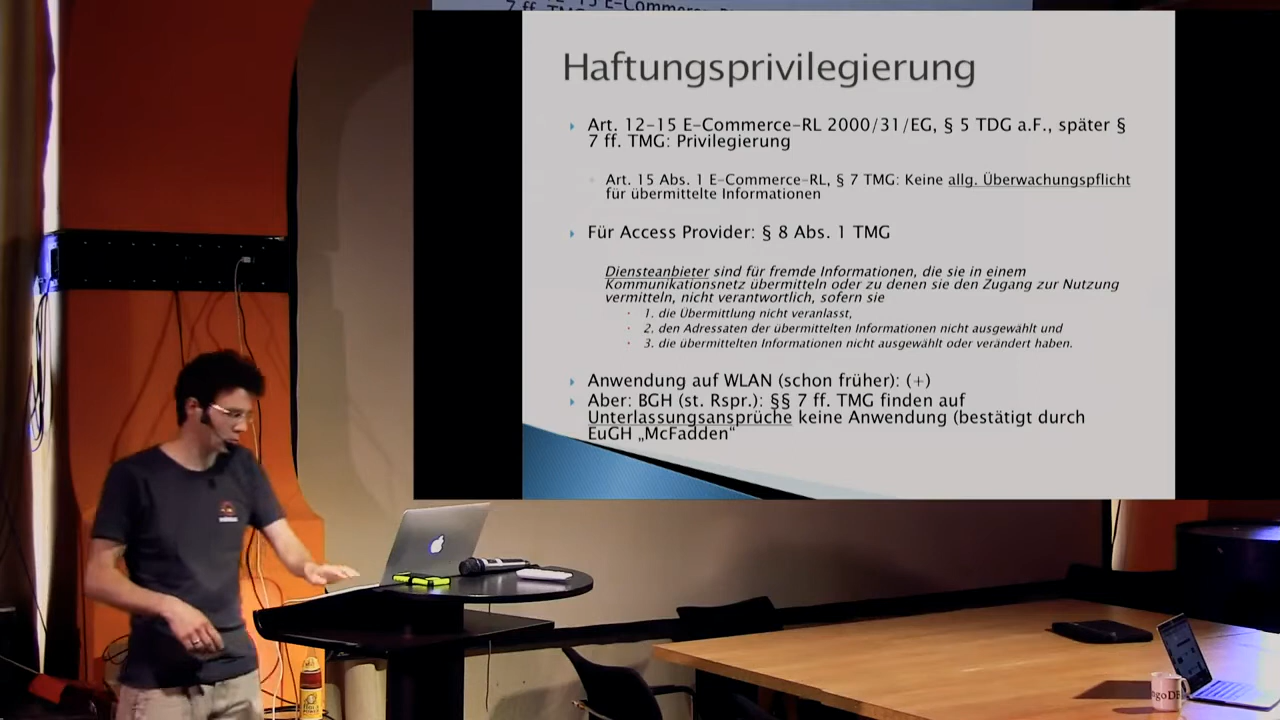 7 ff. TMG
15 E-Commerce
Haftungsprivilegierung
Art. 12-15 E-Commerce-RL 2000/31/EG, § 5 TDG a.F., später §
7 ff. TMG: Privilegierung
Art. 15 Abs. 1 E-Commerce-RL, § 7 TMG: Keine allg. Überwachungspflicht
für übermittelte Informationen
Für Access Provider: § 8 Abs. 1 TMG
Diensteanbieter sind für fremde Informationen, die sie in einem
Kommunikationsnetz übermitteln oder zu denen sie den Zugang zur Nutzung
vermitteln, nicht verantwortlich, sofern sie
1. die Übermittlung nicht veranlasst,
2. den Adressaten der übermittelten Informationen nicht ausgewählt und
3. die übermittelten Informationen nicht ausgewählt oder verändert haben.
Anwendung auf WLAN (schon früher): (+)
Aber: BGH (st. Rspr.): §§ 7 ff. TMG finden auf
Unterlassungsansprüche keine Anwendung (bestätigt durch
EuGH „McFadden“